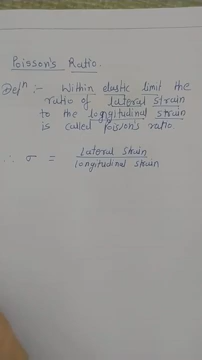 Poisson's Ratio.
Defⁿ :- Within elastic limit the
ratio of lateral strain
to the longitudinal strain
is called Poission's ratio.
∴ σ = Lateral Strain / longitudinal strain